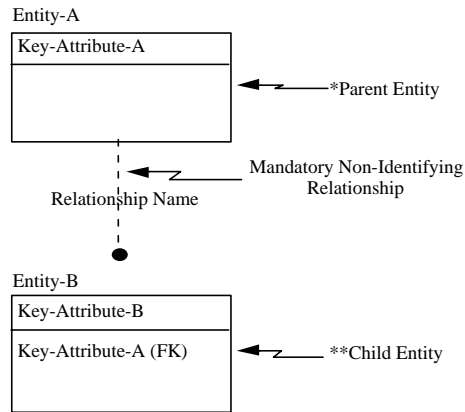 Entity-A
Key-Attribute-A
*Parent Entity
Mandatory Non-Identifying
Relationship
Relationship Name
Entity-B
Key-Attribute-B
Key-Attribute-A (FK)
**Child Entity